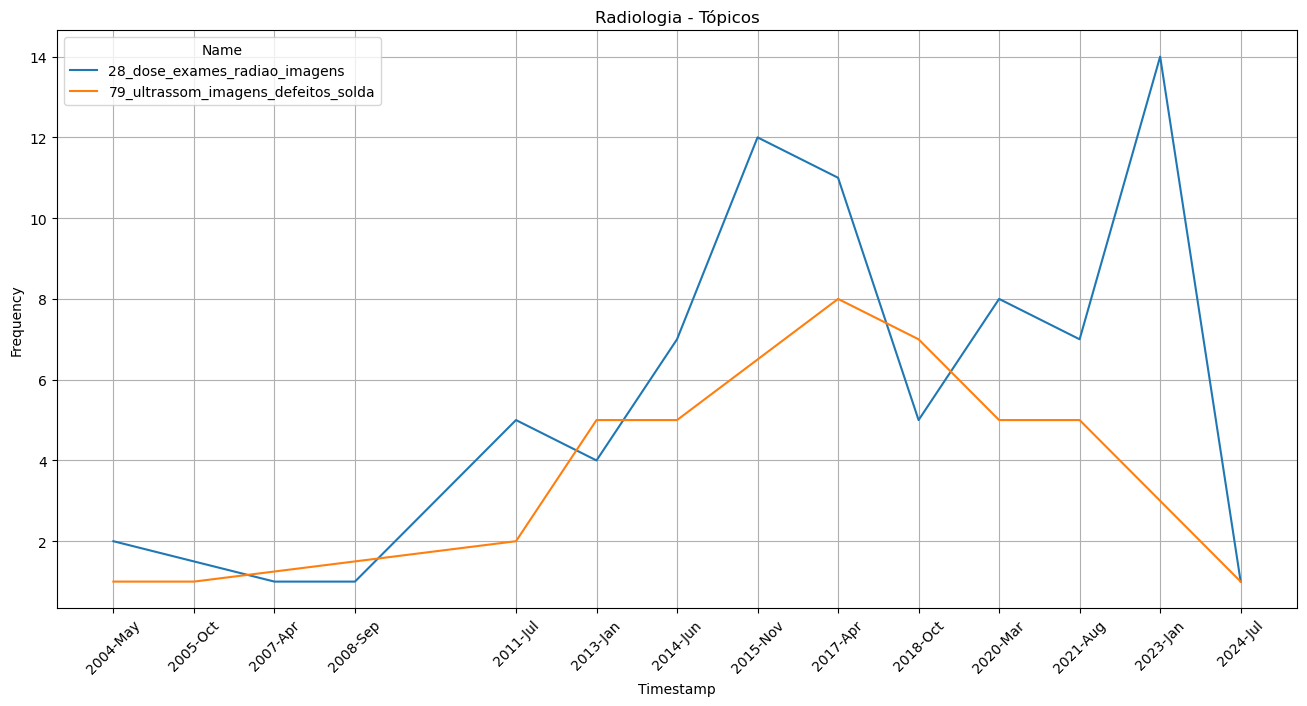 Radiologia - Tópicos
Name
28_dose_exames_radiao_imagens
79_ultrassom_imagens_defeitos_solda
Frequency
14
12
10
8
6
4
2
2004-May
2005-Oct
2007-Apr
2008-Sep
2011-Jul
2013-Jan
2014-Jun
2015-Nov
2017-Apr
2018-Oct
2020-Mar
2021-Aug
2023-Jan
2024-Jul
Timestamp